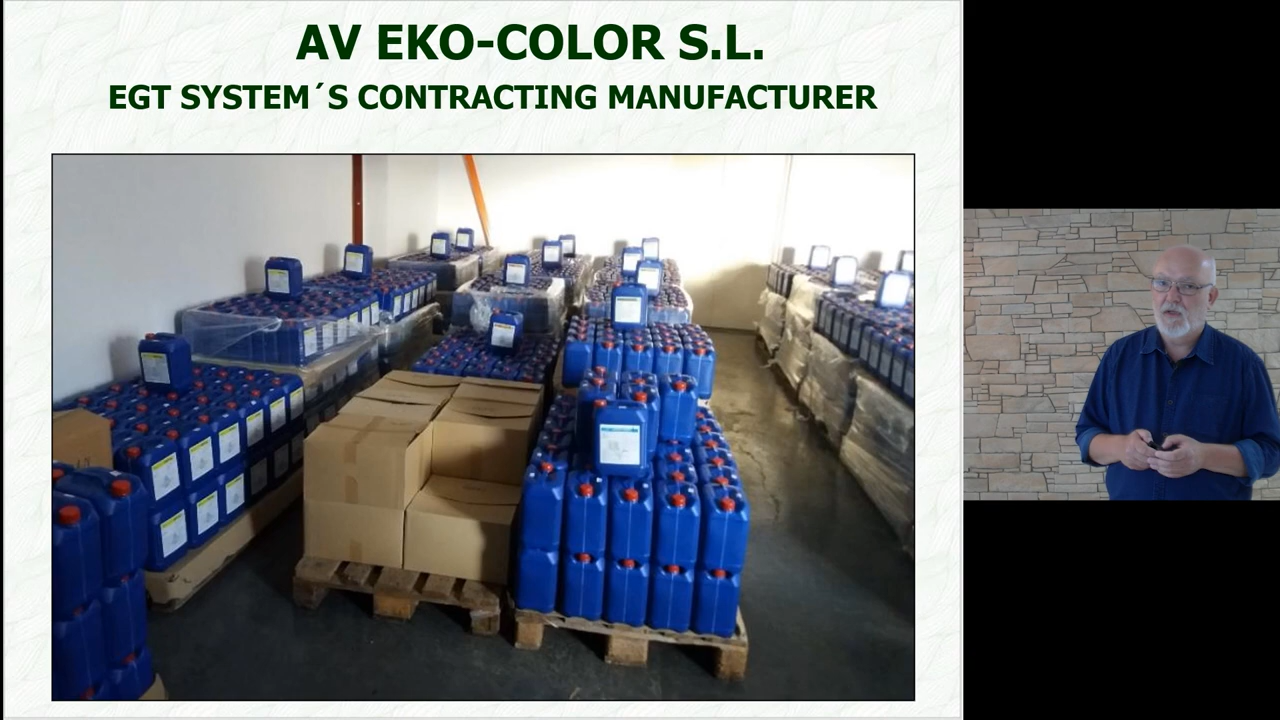 AV EKO-COLOR S.L.
EGT SYSTEM´S CONTRACTING MANUFACTURER